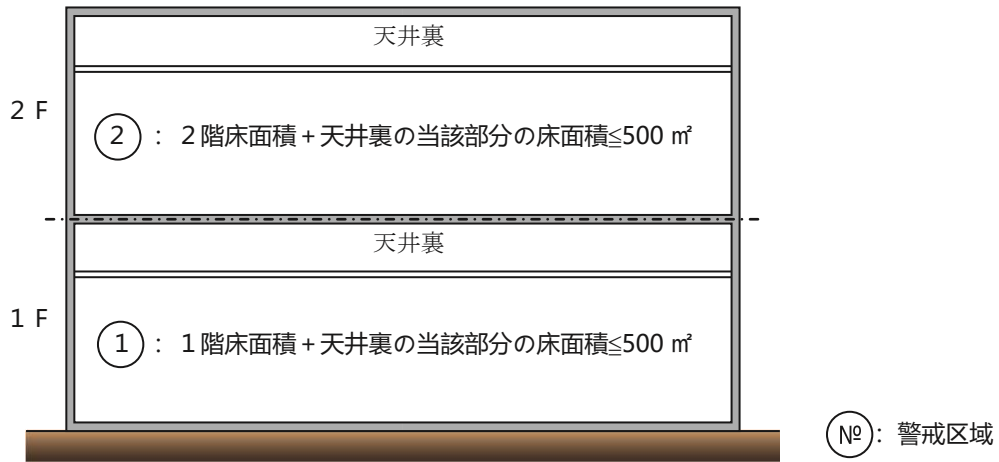 天井裏
2 F
② : 2階床面積+天井裏の当該部分の床面積≦500 ㎡
天井裏
1 F
① : 1階床面積+天井裏の当該部分の床面積≦500 ㎡
№ : 警戒区域